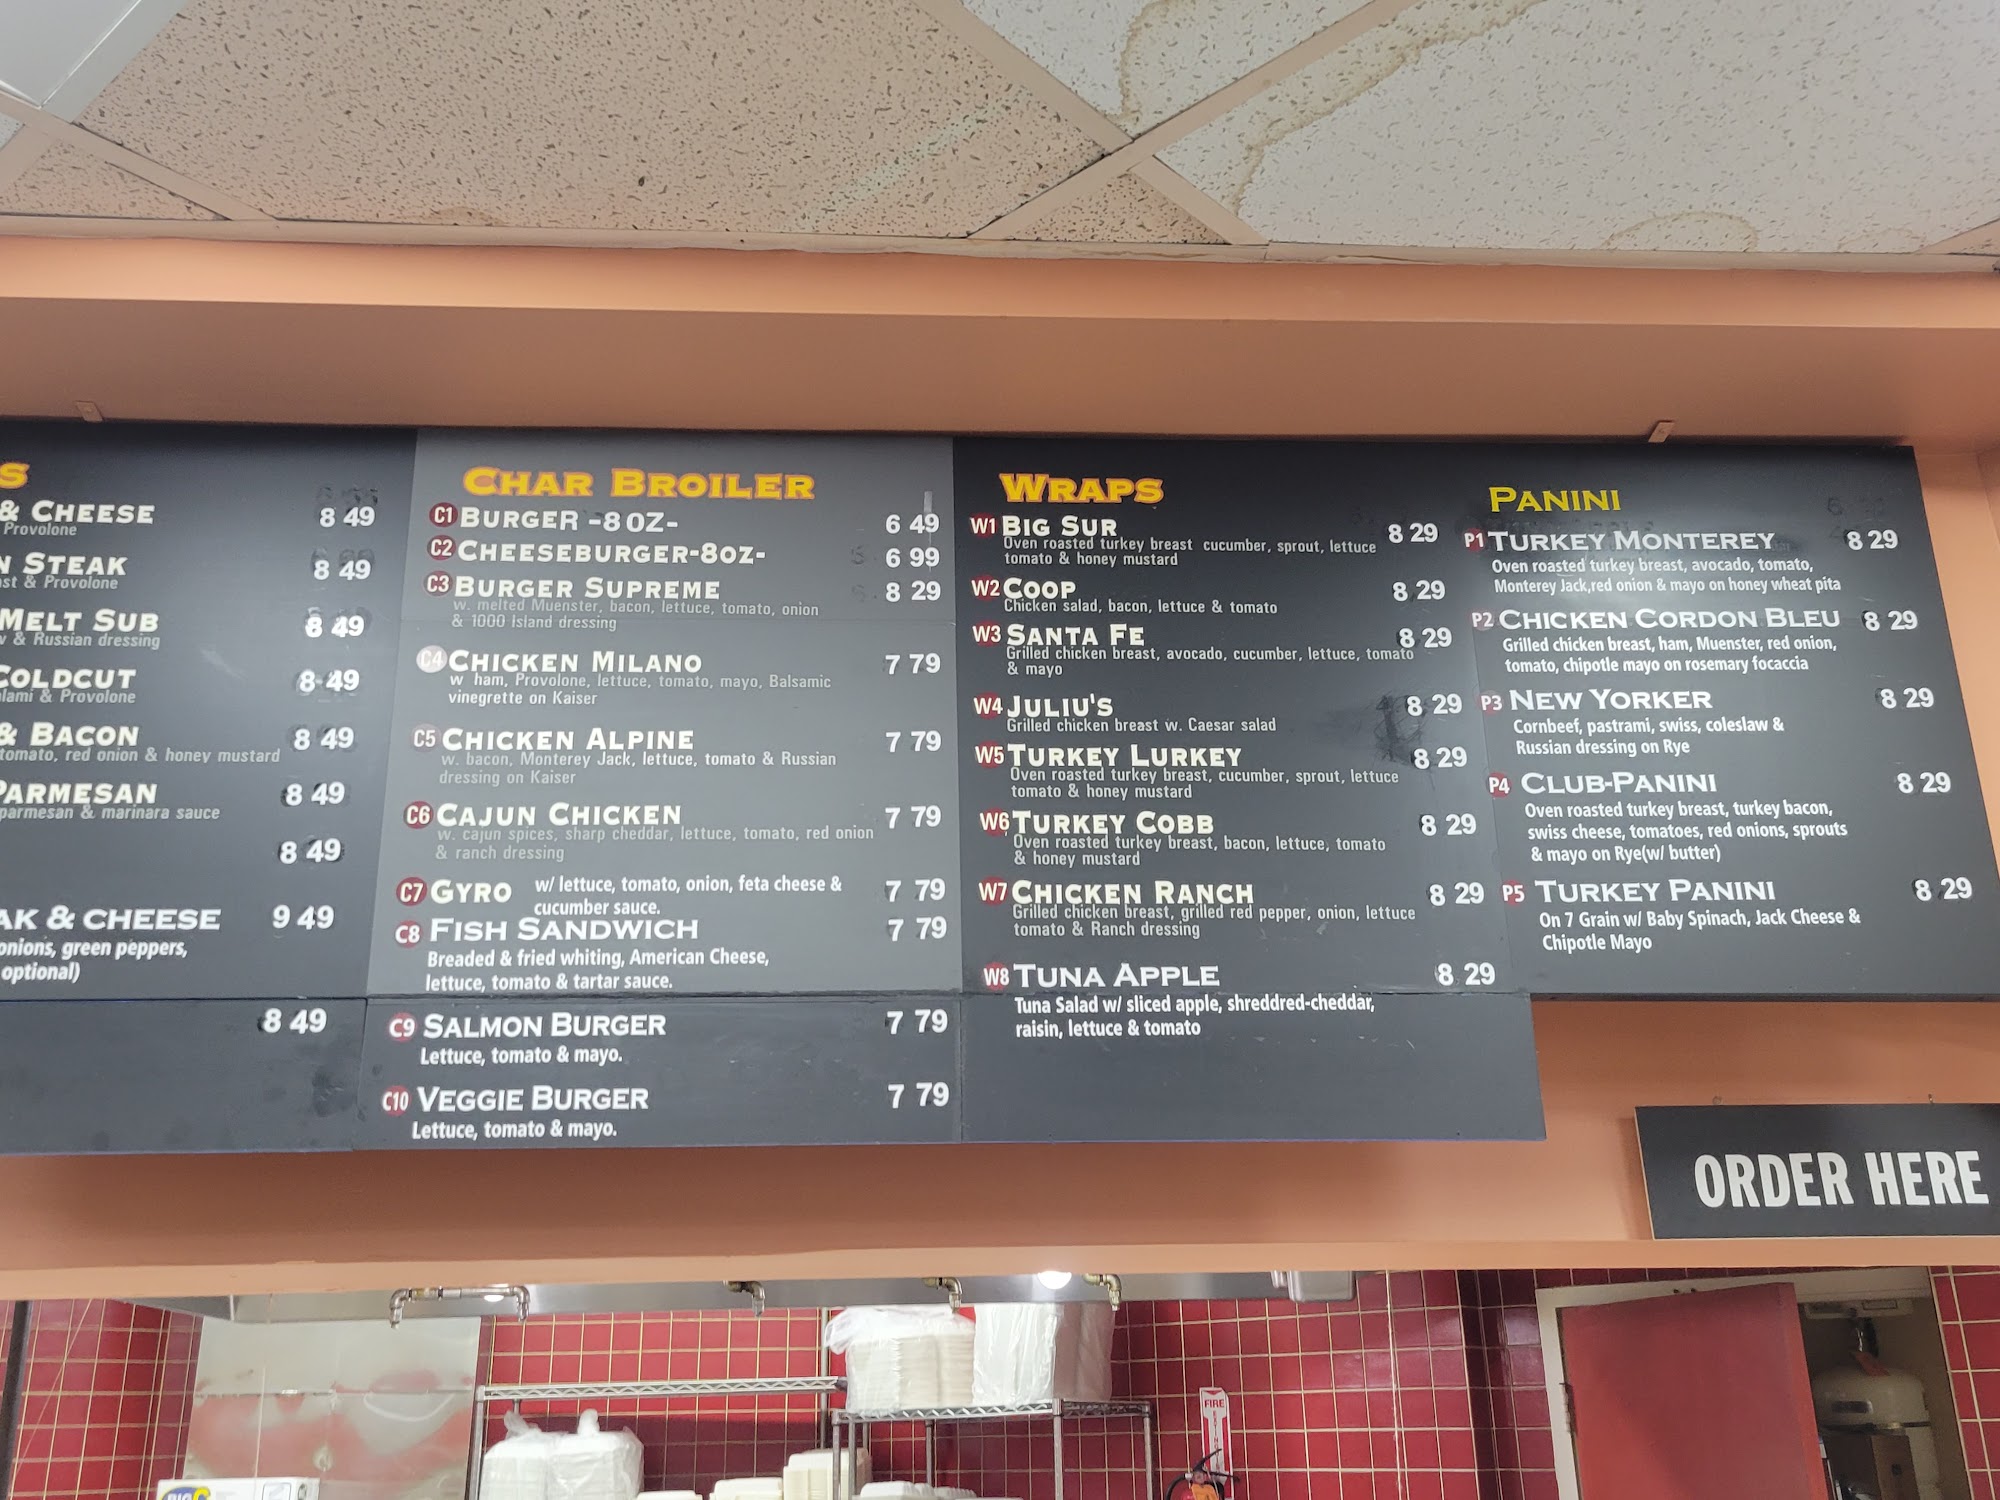 S
& CHEESE 8 49
Provolone
N STEAK 8 49
st & Provolone
MELT SUB 8 49
& Russian dressing
COLDCUT 8 49
lami & Provolone
& BACON 8 49
tomato, red onion & honey mustard
PARMESAN 8 49
parmesan & marinara sauce
8 49
AK & CHEESE 9 49
onions, green peppers,
optional)
8 49
CHAR BROILER
C1 BURGER -8OZ- 6 49
C2 CHEESEBURGER-8OZ- 6 99
C3 BURGER SUPREME 8 29
w. melted Muenster, bacon, lettuce, tomato, onion
& 1000 Island dressing
C4 CHICKEN MILANO 7 79
w ham, Provolone, lettuce, tomato, mayo, Balsamic
vinegrette on Kaiser
C5 CHICKEN ALPINE 7 79
w. bacon, Monterey Jack, lettuce, tomato & Russian
dressing on Kaiser
C6 CAJUN CHICKEN 7 79
w. cajun spices, sharp cheddar, lettuce, tomato, red onion
& ranch dressing
C7 GYRO w/ lettuce, tomato, onion, feta cheese & 7 79
cucumber sauce.
C8 FISH SANDWICH 7 79
Breaded & fried whiting, American Cheese,
lettuce, tomato & tartar sauce.
C9 SALMON BURGER 7 79
Lettuce, tomato & mayo.
C10 VEGGIE BURGER 7 79
Lettuce, tomato & mayo.
WRAPS
W1 BIG SUR 8 29
Oven roasted turkey breast cucumber, sprout, lettuce
tomato & honey mustard
W2 COOP 8 29
Chicken salad, bacon, lettuce & tomato
W3 SANTA FE 8 29
Grilled chicken breast, avocado, cucumber, lettuce, tomato
& mayo
W4 JULIU'S 8 29
Grilled chicken breast w. Caesar salad
W5 TURKEY LURKEY 8 29
Oven roasted turkey breast, cucumber, sprout, lettuce
tomato & honey mustard
W6 TURKEY COBB 8 29
Oven roasted turkey breast, bacon, lettuce, tomato
& honey mustard
W7 CHICKEN RANCH 8 29
Grilled chicken breast, grilled red pepper, onion, lettuce
tomato & Ranch dressing
W8 TUNA APPLE 8 29
Tuna Salad w/ sliced apple, shreddred-cheddar,
raisin, lettuce & tomato
PANINI
P1 TURKEY MONTEREY 8 29
Oven roasted turkey breast, avocado, tomato,
Monterey Jack,red onion & mayo on honey wheat pita
P2 CHICKEN CORDON BLEU 8 29
Grilled chicken breast, ham, Muenster, red onion,
tomato, chipotle mayo on rosemary focaccia
P3 NEW YORKER 8 29
Cornbeef, pastrami, swiss, coleslaw &
Russian dressing on Rye
P4 CLUB-PANINI 8 29
Oven roasted turkey breast, turkey bacon,
swiss cheese, tomatoes, red onions, sprouts
& mayo on Rye(w/ butter)
P5 TURKEY PANINI 8 29
On 7 Grain w/ Baby Spinach, Jack Cheese &
Chipotle Mayo
ORDER HERE
FIRE